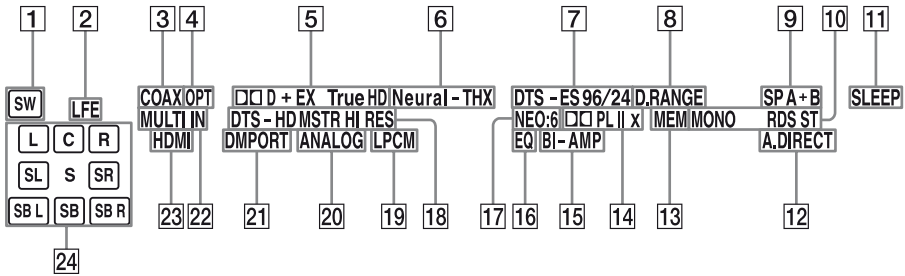 1 2 3 4 5 6 7 8 9 10 11
SW LFE COAX OPT D + EX True HD Neural - THX DTS - ES 96/24 D.RANGE SP A + B SLEEP
MULTI IN DTS - HD MSTR HI RES NEO:6 PL II x MEM MONO RDS ST
L C R HDMI DMPORT ANALOG LPCM EQ BI - AMP A.DIRECT
SL S SR
SB L SB SB R
23 22 21 20 19 18 17 16 15 14 13 12
24